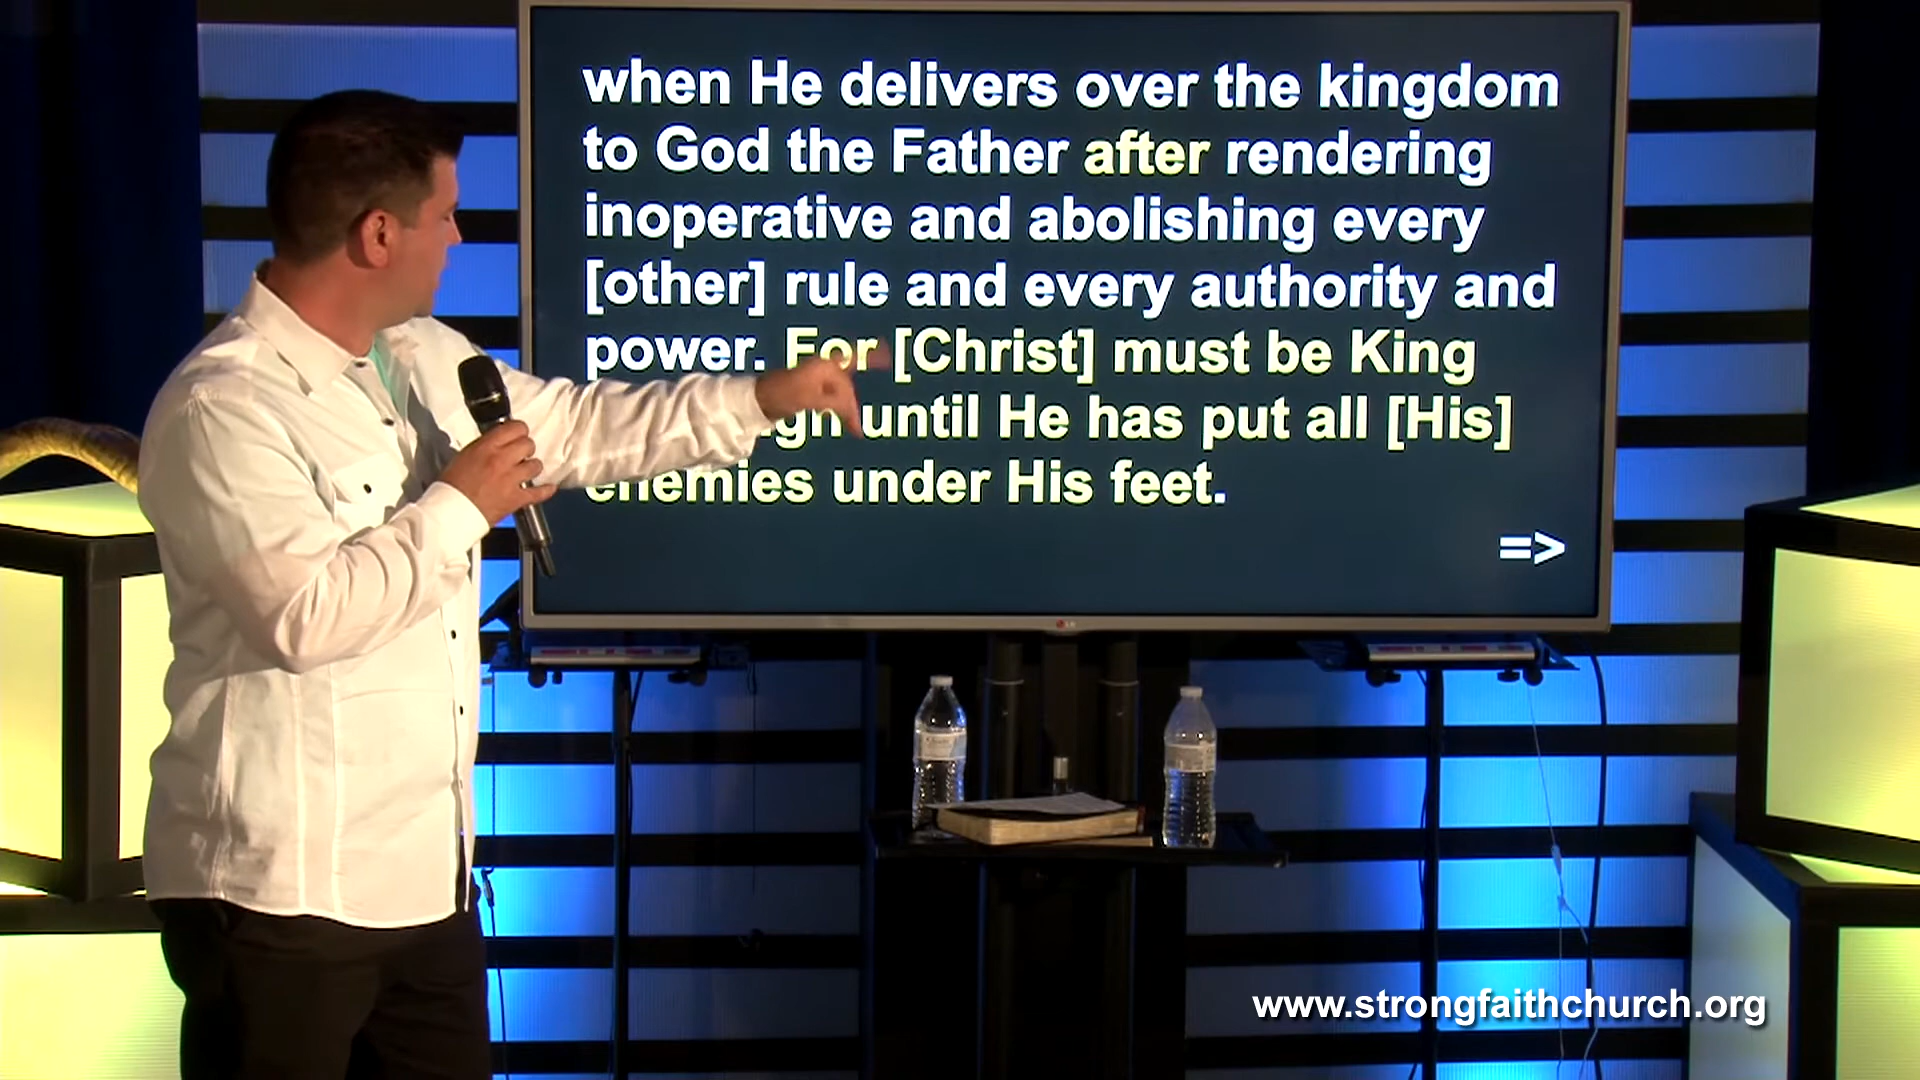 when He delivers over the kingdom
to God the Father after rendering
inoperative and abolishing every
[other] rule and every authority and
power. For [Christ] must be King
until He has put all [His]
enemies under His feet.
=>
LG
www.strongfaithchurch.org